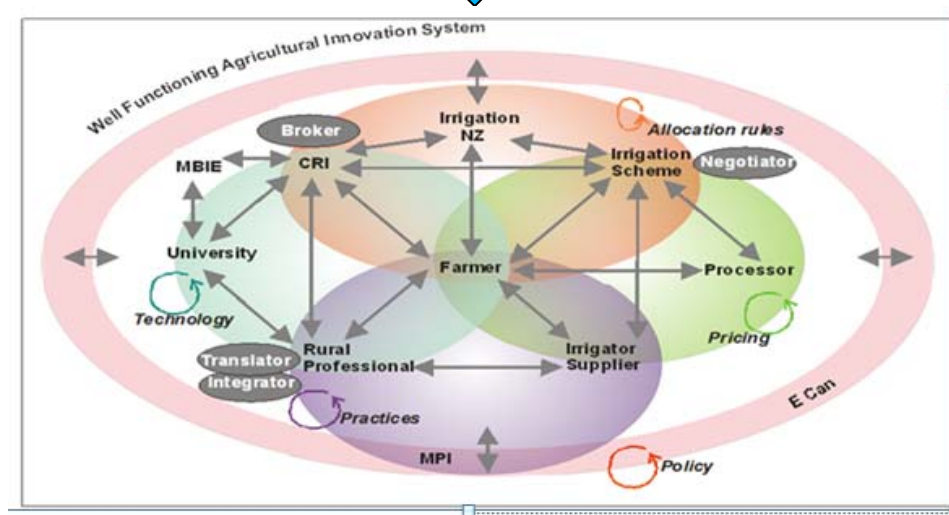 Well Functioning Agricultural Innovation System
Irrigation
NZ
Broker
Allocation rules
CRI
Irrigation
Scheme
Negotiator
MBIE
University
Farmer
Processor
Technology
Pricing
Translator
Integrator
Rural
Professional
Irrigator
Supplier
E Can
Practices
MPI
Policy